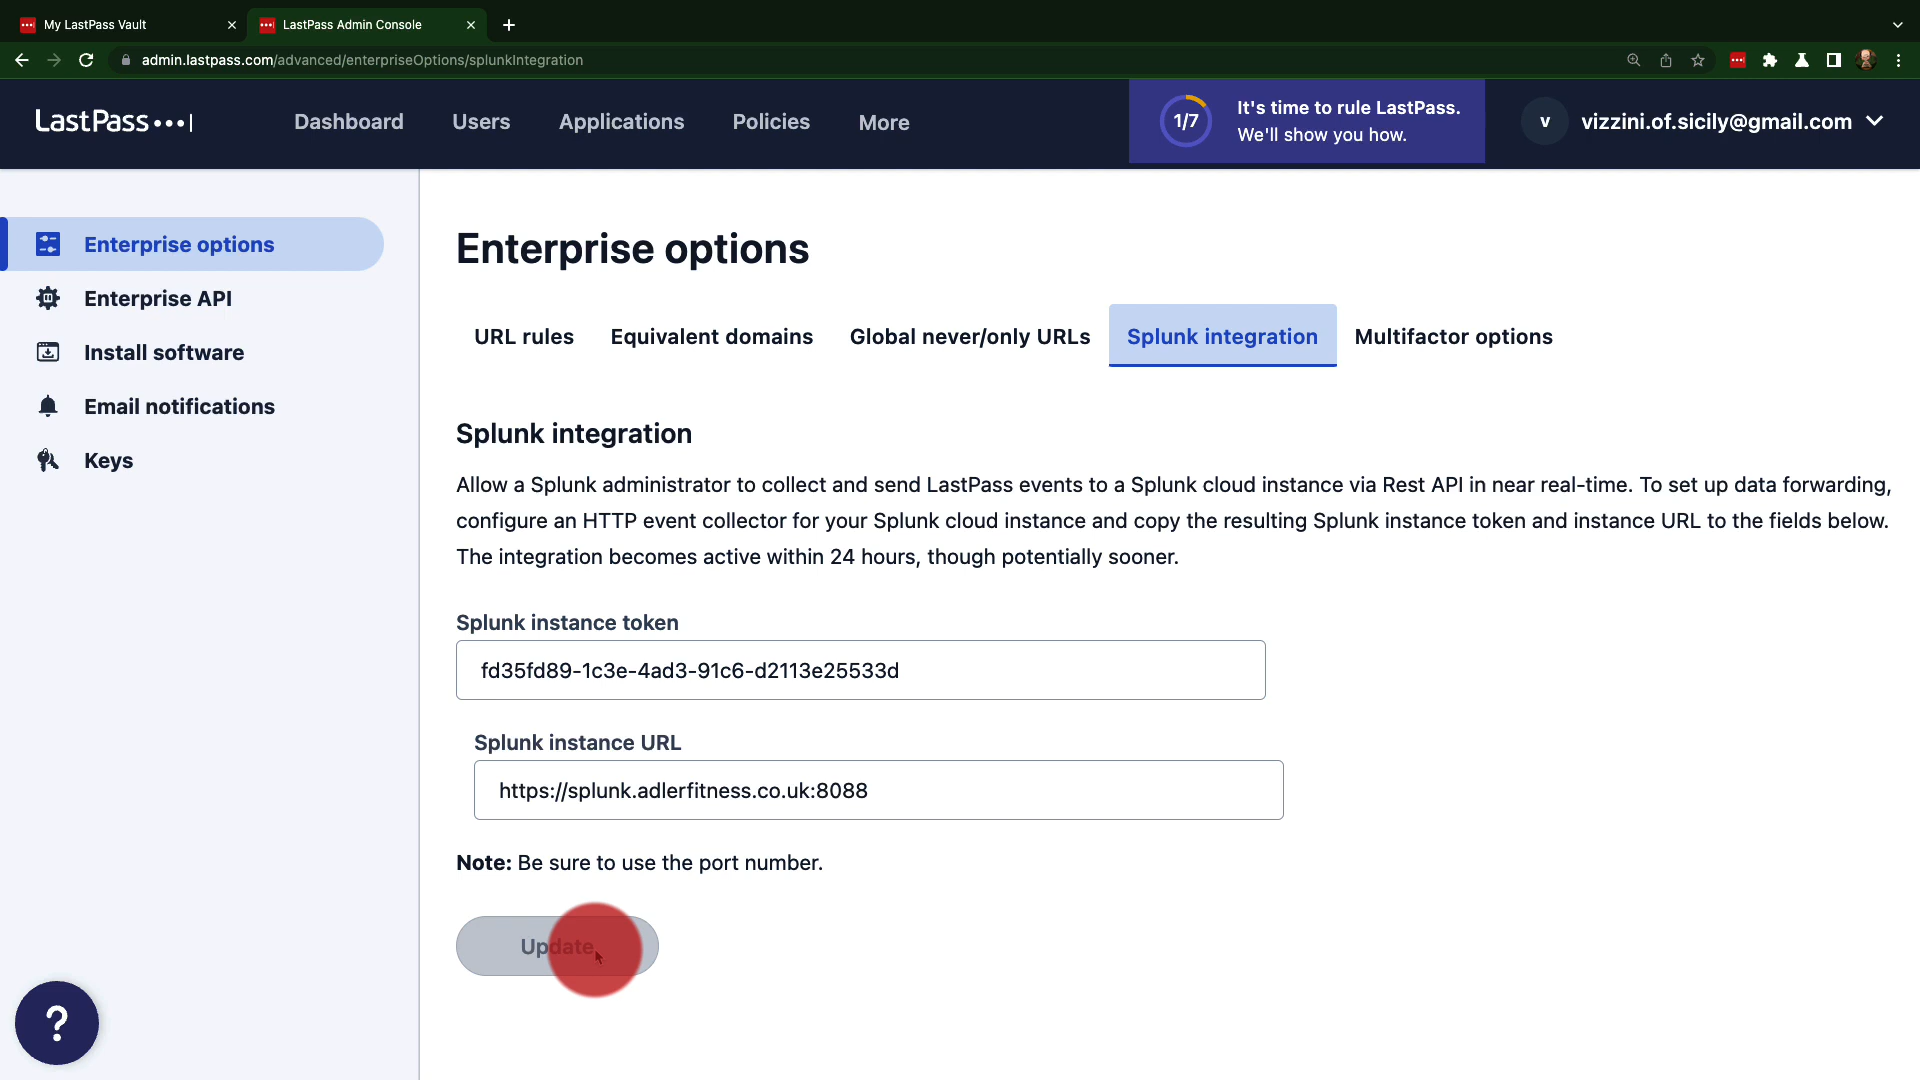 My LastPass Vault
LastPass Admin Console
admin.lastpass.com/advanced/enterpriseOptions/splunkIntegration
LastPass
Dashboard
Users
Applications
Policies
More
1/7
It's time to rule LastPass.
We'll show you how.
v
vizzini.of.sicily@gmail.com
Enterprise options
Enterprise API
Install software
Email notifications
Keys
Enterprise options
URL rules
Equivalent domains
Global never/only URLs
Splunk integration
Multifactor options
Splunk integration
Allow a Splunk administrator to collect and send LastPass events to a Splunk cloud instance via Rest API in near real-time. To set up data forwarding,
configure an HTTP event collector for your Splunk cloud instance and copy the resulting Splunk instance token and instance URL to the fields below.
The integration becomes active within 24 hours, though potentially sooner.
Splunk instance token
fd35fd89-1c3e-4ad3-91c6-d2113e25533d
Splunk instance URL
https://splunk.adlerfitness.co.uk:8088
Note: Be sure to use the port number.
Update
?